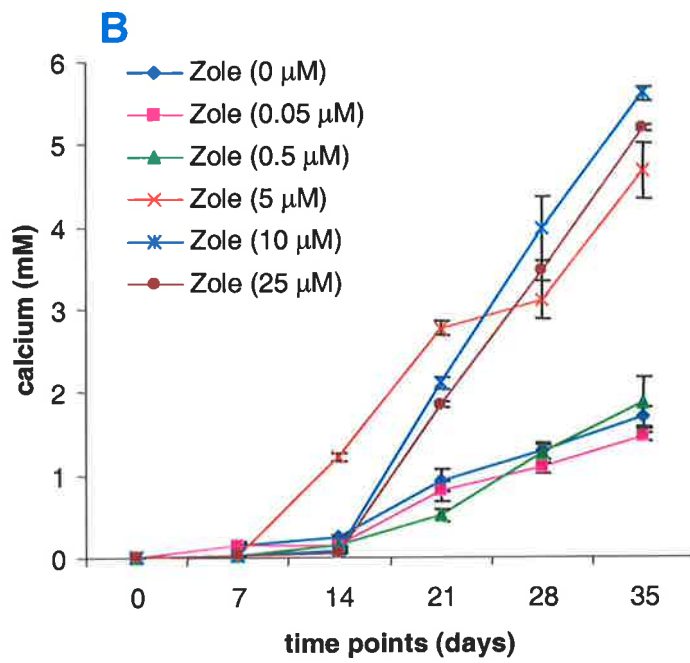 B
6
5
4
3
2
1
0
calcium (mM)
Zole (0 µM)
Zole (0.05 µM)
Zole (0.5 µM)
Zole (5 µM)
Zole (10 µM)
Zole (25 µM)
0 7 14 21 28 35
time points (days)